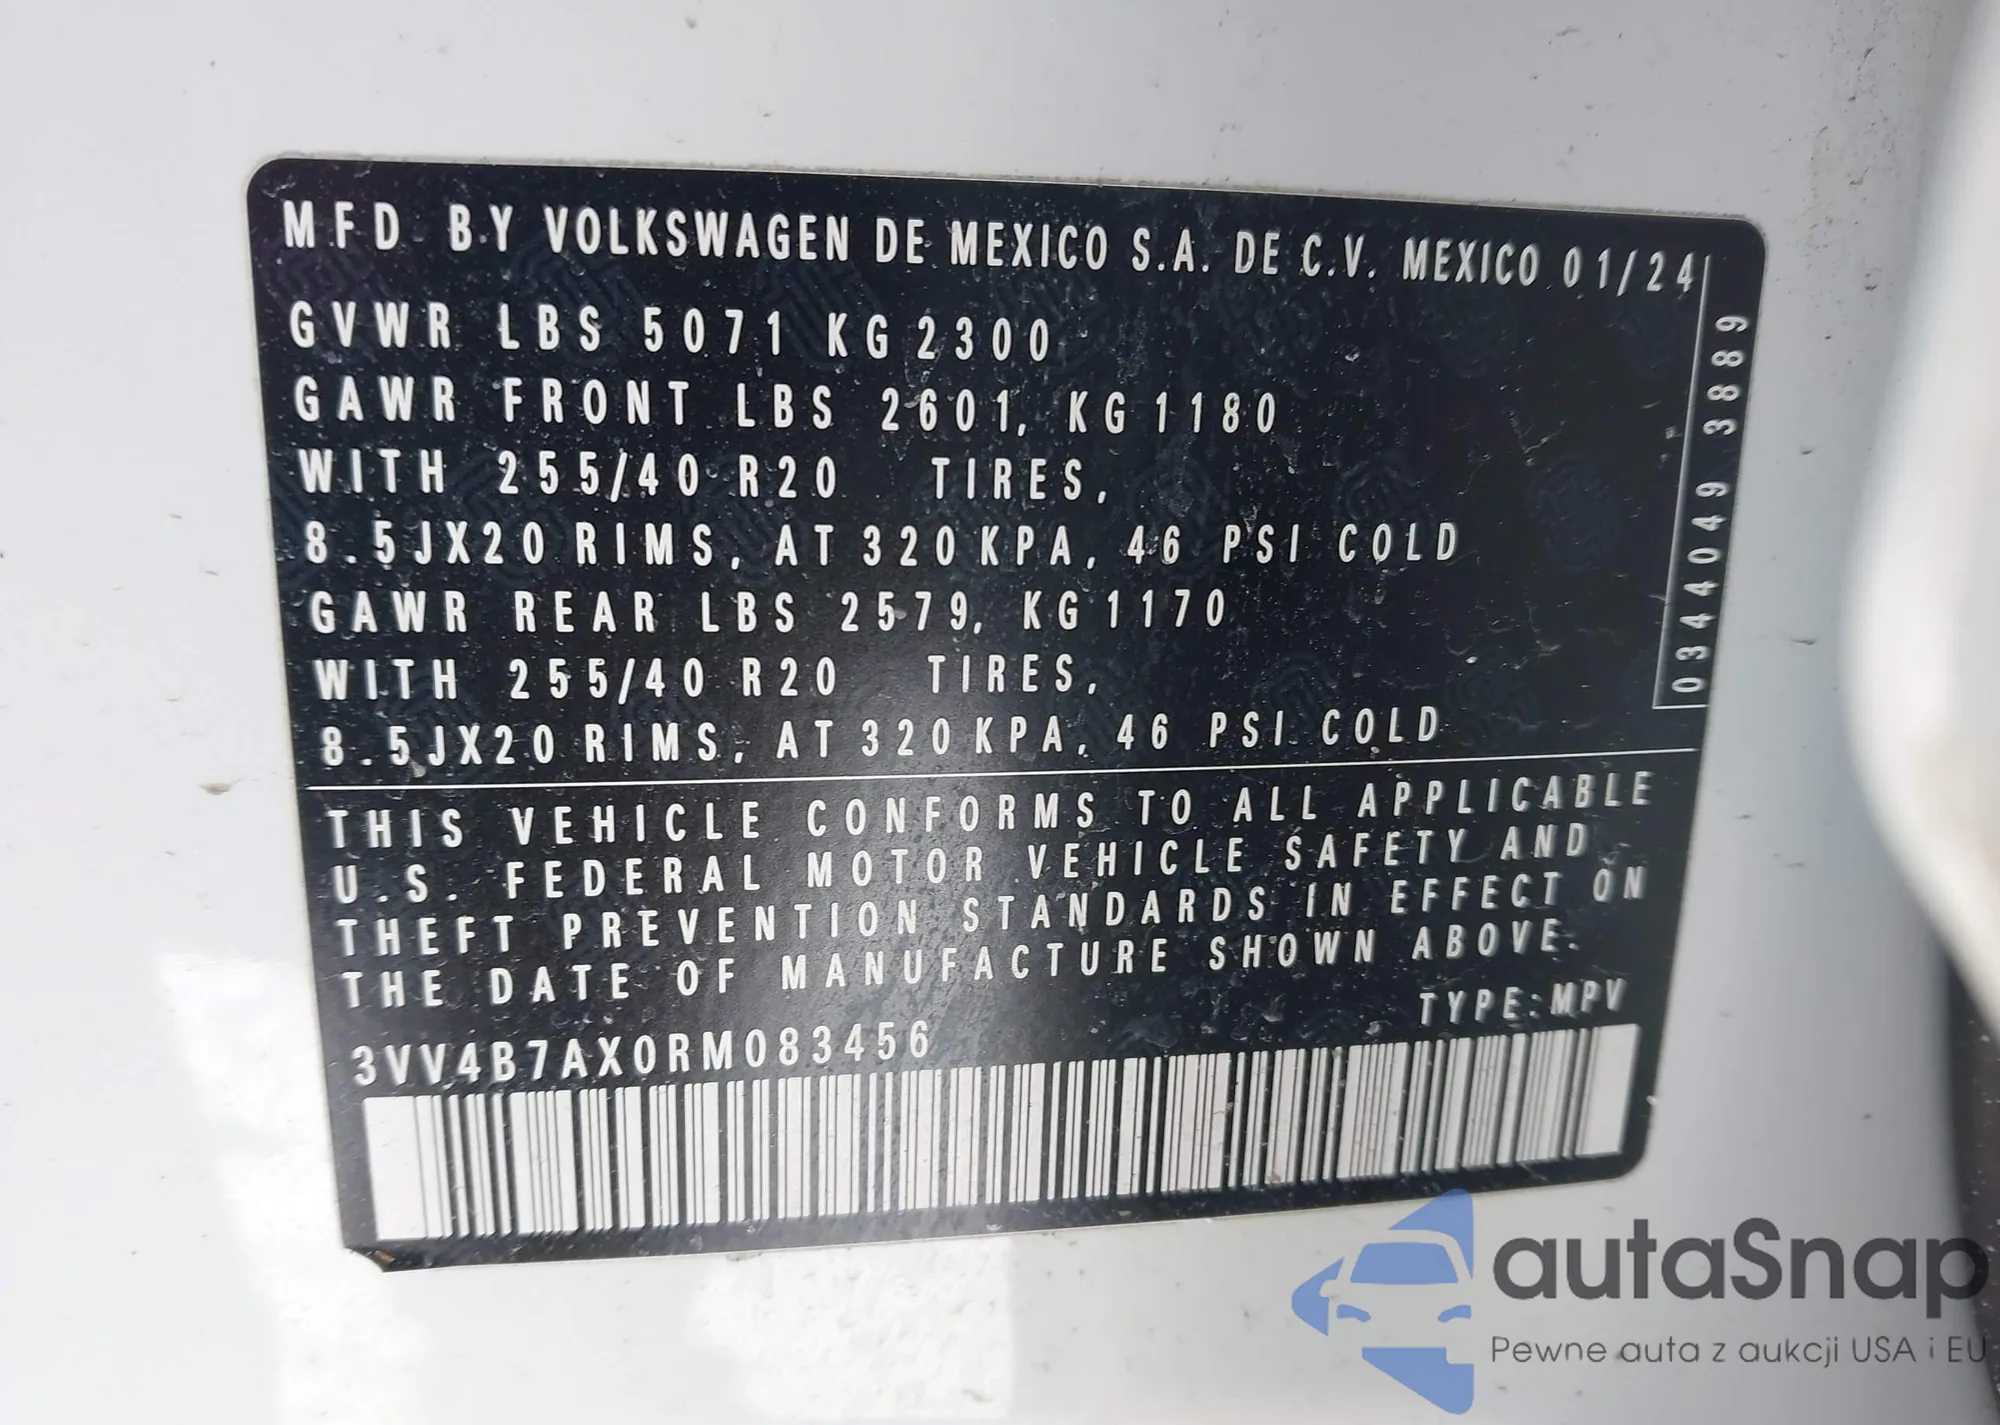 MFD BY VOLKSWAGEN DE MEXICO S.A. DE C.V. MEXICO 01/24
GVWR LBS 5071 KG 2300
GAWR FRONT LBS 2601, KG 1180
WITH 255/40 R20 TIRES,
8.5JX20 RIMS, AT 320 KPA, 46 PSI COLD
GAWR REAR LBS 2579, KG 1170
WITH 255/40 R20 TIRES,
8.5JX20 RIMS, AT 320 KPA, 46 PSI COLD
0344049 3889
THIS VEHICLE CONFORMS TO ALL APPLICABLE
U.S. FEDERAL MOTOR VEHICLE SAFETY AND
THEFT PREVENTION STANDARDS IN EFFECT ON
THE DATE OF MANUFACTURE SHOWN ABOVE.
TYPE:MPV
3VV4B7AX0RM083456
autaSnap
Pewne auta z aukcji USA i EU